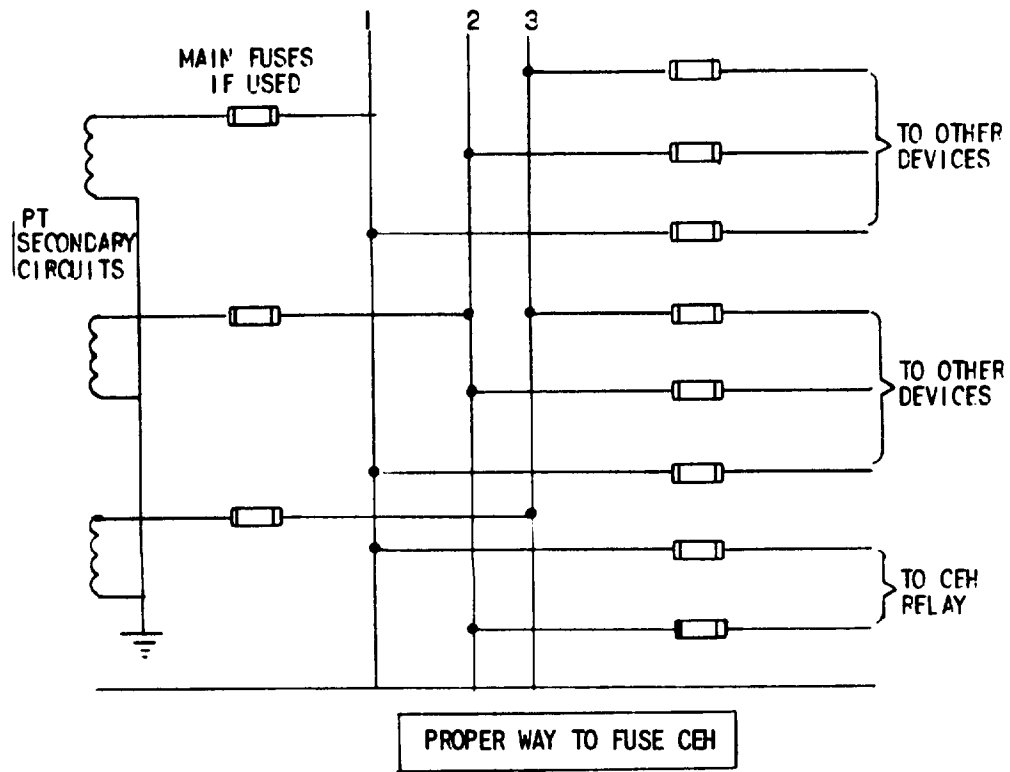 1 2 3
MAIN FUSES
IF USED
TO OTHER
DEVICES
PT
SECONDARY
CIRCUITS
TO OTHER
DEVICES
TO CEH
RELAY
PROPER WAY TO FUSE CEH